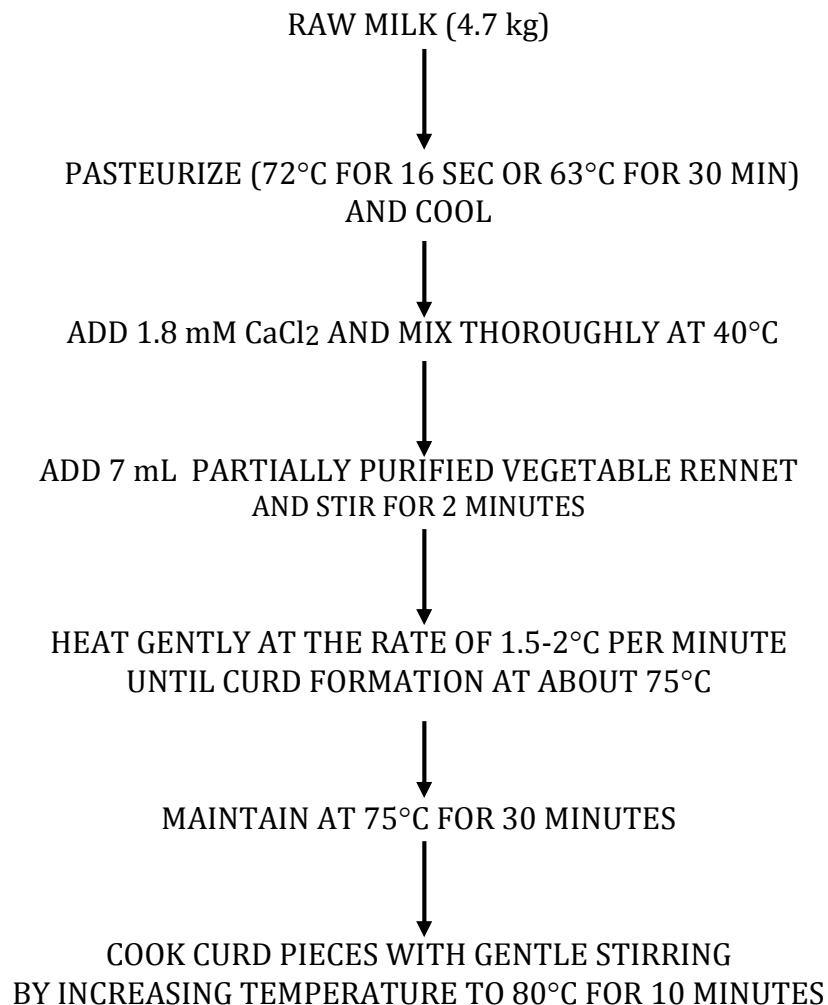 RAW MILK (4.7 kg)
PASTEURIZE (72°C FOR 16 SEC OR 63°C FOR 30 MIN)
AND COOL
ADD 1.8 mM CaCl2 AND MIX THOROUGHLY AT 40°C
ADD 7 mL PARTIALLY PURIFIED VEGETABLE RENNET
AND STIR FOR 2 MINUTES
HEAT GENTLY AT THE RATE OF 1.5-2°C PER MINUTE
UNTIL CURD FORMATION AT ABOUT 75°C
MAINTAIN AT 75°C FOR 30 MINUTES
COOK CURD PIECES WITH GENTLE STIRRING
BY INCREASING TEMPERATURE TO 80°C FOR 10 MINUTES